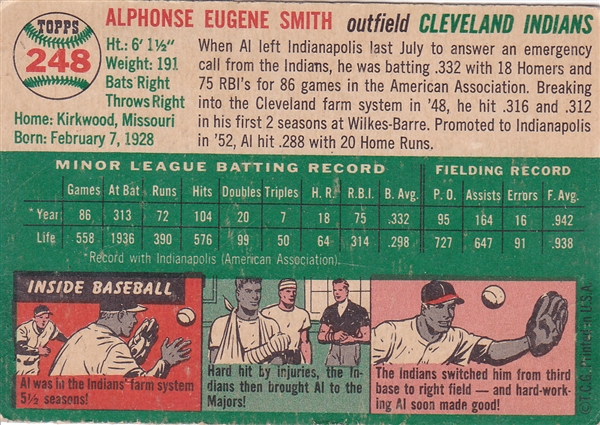 TOPPS
248
ALPHONSE EUGENE SMITH outfield CLEVELAND INDIANS
Ht.: 6' 1½"
Weight: 191
Bats Right
Throws Right
Home: Kirkwood, Missouri
Born: February 7, 1928
When Al left Indianapolis last July to answer an emergency
call from the Indians, he was batting .332 with 18 Homers and
75 RBI's for 86 games in the American Association. Breaking
into the Cleveland farm system in '48, he hit .316 and .312
in his first 2 seasons at Wilkes-Barre. Promoted to Indianapolis
in '52, Al hit .288 with 20 Home Runs.
MINOR LEAGUE BATTING RECORD FIELDING RECORD
Games At Bat Runs Hits Doubles Triples H. R. R.B.I. B. Avg. P. O. Assists Errors F. Avg.
*Year 86 313 72 104 20 7 18 75 .332 95 164 16 .942
Life 558 1936 390 576 99 50 64 314 .298 727 647 91 .938
*Record with Indianapolis (American Association).
INSIDE BASEBALL
Al was in the Indians' farm system
5½ seasons!
Hard hit by injuries, the In-
dians then brought Al to the
Majors!
The Indians switched him from third
base to right field — and hard-work-
ing Al soon made good!
© T.C.G. Printed in U.S.A.